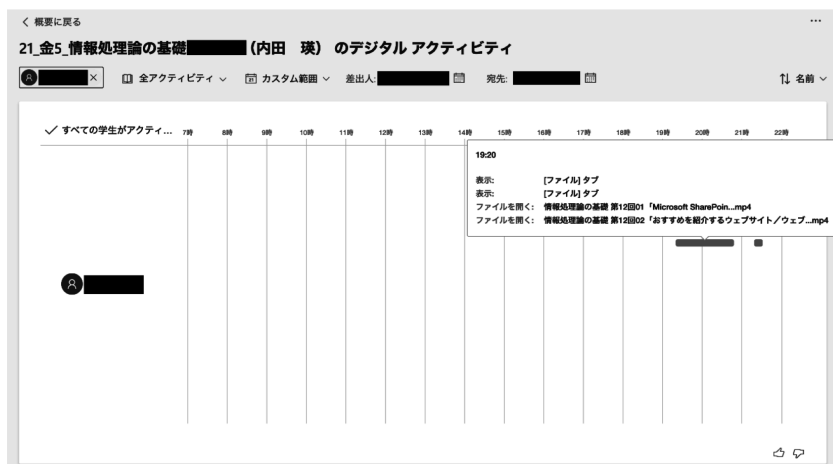 概要に戻る
21_金5_情報処理論の基礎 (内田 瑛) のデジタル アクティビティ
全アクティビティ カスタム範囲 差出人: 宛先: 名前
すべての学生がアクティ... 7時 8時 9時 10時 11時 12時 13時 14時 15時 16時 17時 18時 19時 20時 21時 22時
19:20
表示: [ファイル] タブ
表示: [ファイル] タブ
ファイルを開く: 情報処理論の基礎 第12回01「Microsoft SharePoin...mp4
ファイルを開く: 情報処理論の基礎 第12回02「おすすめを紹介するウェブサイト／ウェブ...mp4